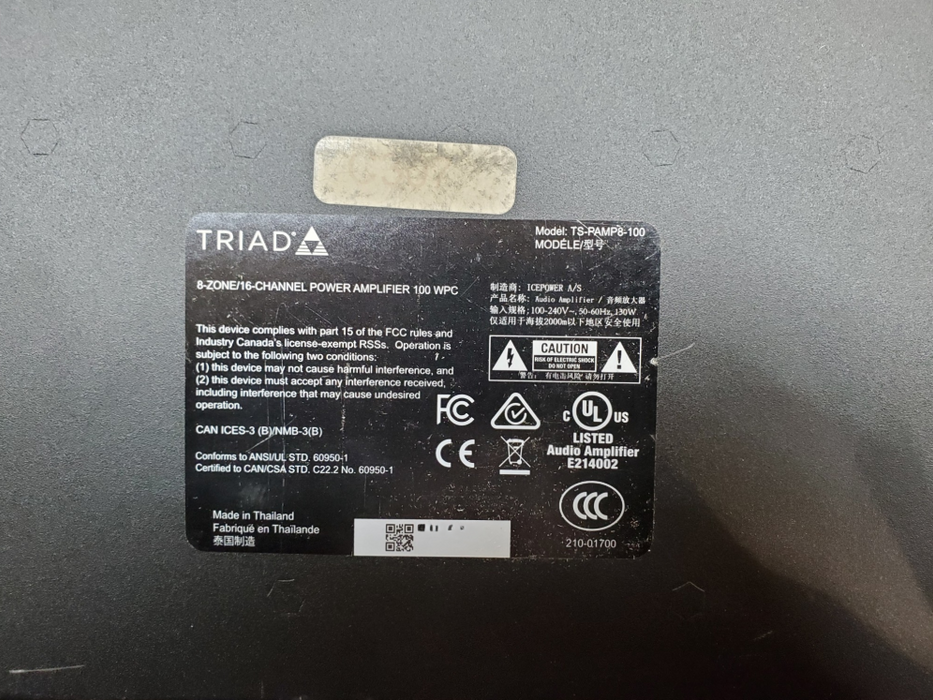 TRIAD
Model: TS-PAMP8-100
MODÈLE/型号
8-ZONE/16-CHANNEL POWER AMPLIFIER 100 WPC
制造商: ICEPOWER A/S
产品名称: Audio Amplifier / 音频放大器
输入规格: 100-240V~, 50-60Hz, 130W
仅适用于海拔2000m以下地区安全使用
This device complies with part 15 of the FCC rules and
Industry Canada's license-exempt RSSs. Operation is
subject to the following two conditions:
(1) this device may not cause harmful interference, and
(2) this device must accept any interference received,
including interference that may cause undesired
operation.
CAUTION
RISK OF ELECTRIC SHOCK
DO NOT OPEN
警告: 有电击风险 请勿打开
CAN ICES-3 (B)/NMB-3(B)
FC
CE
C UL US
LISTED
Audio Amplifier
E214002
Conforms to ANSI/UL STD. 60950-1
Certified to CAN/CSA STD. C22.2 No. 60950-1
CCC
Made in Thailand
Fabriqué en Thaïlande
泰国制造
210-01700